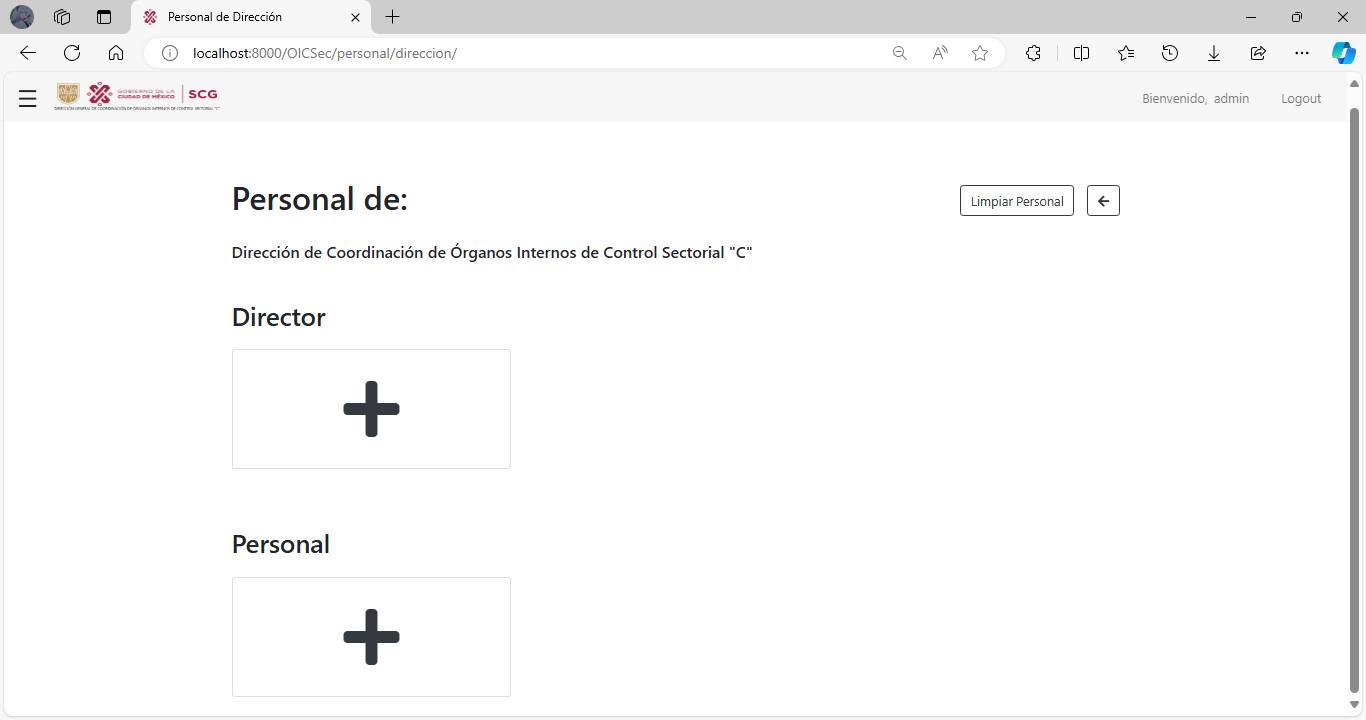 Personal de Dirección
localhost:8000/OICSec/personal/direccion/
GOBIERNO DE LA
CIUDAD DE MÉXICO
SCG
DIRECCIÓN GENERAL DE COORDINACIÓN DE ÓRGANOS INTERNOS DE CONTROL SECTORIAL "C"
Bienvenido, admin
Logout
Personal de:
Limpiar Personal
Dirección de Coordinación de Órganos Internos de Control Sectorial "C"
Director
Personal